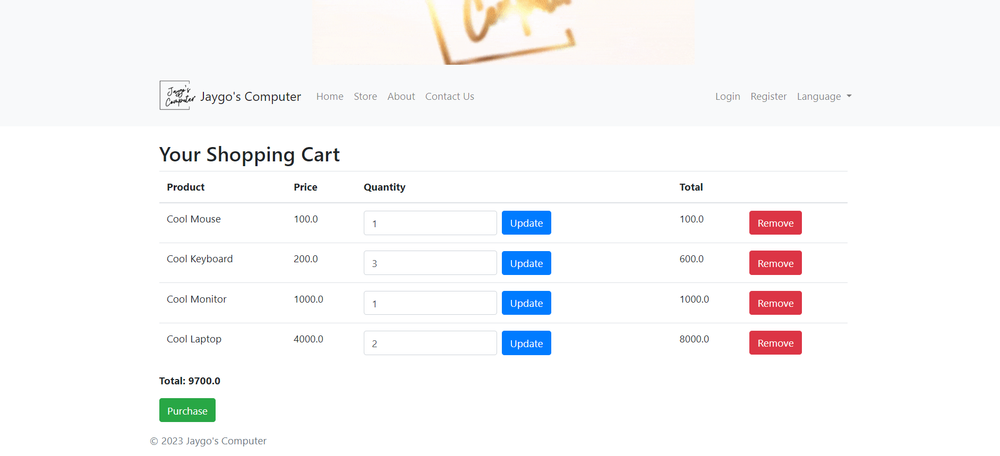 Jaygo's
Computer
Jaygo's Computer Home Store About Contact Us Login Register Language
Your Shopping Cart
Product Price Quantity Total
Cool Mouse 100.0 1 Update 100.0 Remove
Cool Keyboard 200.0 3 Update 600.0 Remove
Cool Monitor 1000.0 1 Update 1000.0 Remove
Cool Laptop 4000.0 2 Update 8000.0 Remove
Total: 9700.0
Purchase
© 2023 Jaygo's Computer